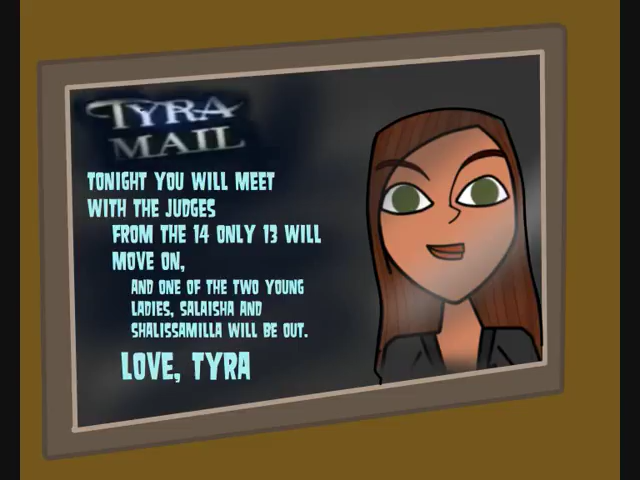 TYRA
MAIL
TONIGHT YOU WILL MEET
WITH THE JUDGES
FROM THE 14 ONLY 13 WILL
MOVE ON,
AND ONE OF THE TWO YOUNG
LADIES, SALAISHA AND
SHALISSAMILLA WILL BE OUT.
LOVE, TYRA